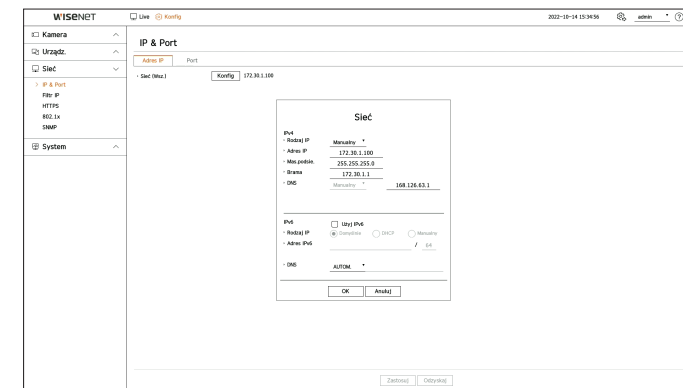 WISENET
Live Konfig 2022-10-14 15:34:56 admin ?
Kamera
Urządz.
Sieć
IP & Port
Filtr IP
HTTPS
802.1x
SNMP
System
IP & Port
Adres IP Port
Sieć (Wsz.) Konfig 172.30.1.100
Sieć
IPv4
Rodzaj IP Manualny
Adres IP 172.30.1.100
Mas.podsie. 255.255.255.0
Brama 172.30.1.1
DNS Manualny 168.126.63.1
IPv6 Użyj IPv6
Rodzaj IP Domyślnie DHCP Manualny
Adres IPv6 / 64
DNS AUTOM.
OK Anuluj
Zastosuj Odzyskaj